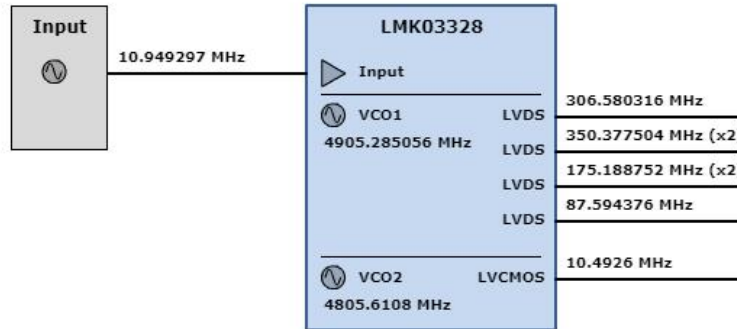 Input
LMK03328
10.949297 MHz
Input
VCO1
LVDS
306.580316 MHz
4905.285056 MHz
LVDS
350.377504 MHz (x2
LVDS
175.188752 MHz (x2
LVDS
87.594376 MHz
VCO2
LVCMOS
10.4926 MHz
4805.6108 MHz